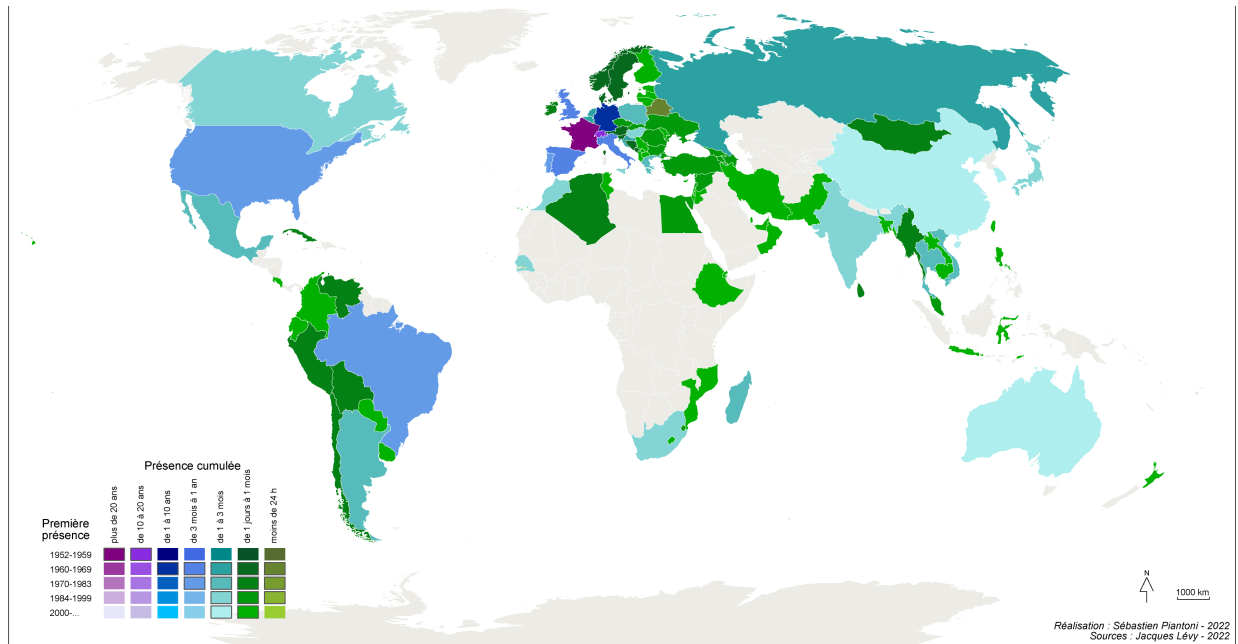 Présence cumulée
plus de 20 ans
de 10 à 20 ans
de 1 à 10 ans
de 3 mois à 1 an
de 1 à 3 mois
de 1 jours à 1 mois
moins de 24 h
Première
présence
1952-1959
1960-1969
1970-1983
1984-1999
2000-...
N
1000 km
Réalisation : Sébastien Piantoni - 2022
Sources : Jacques Lévy - 2022